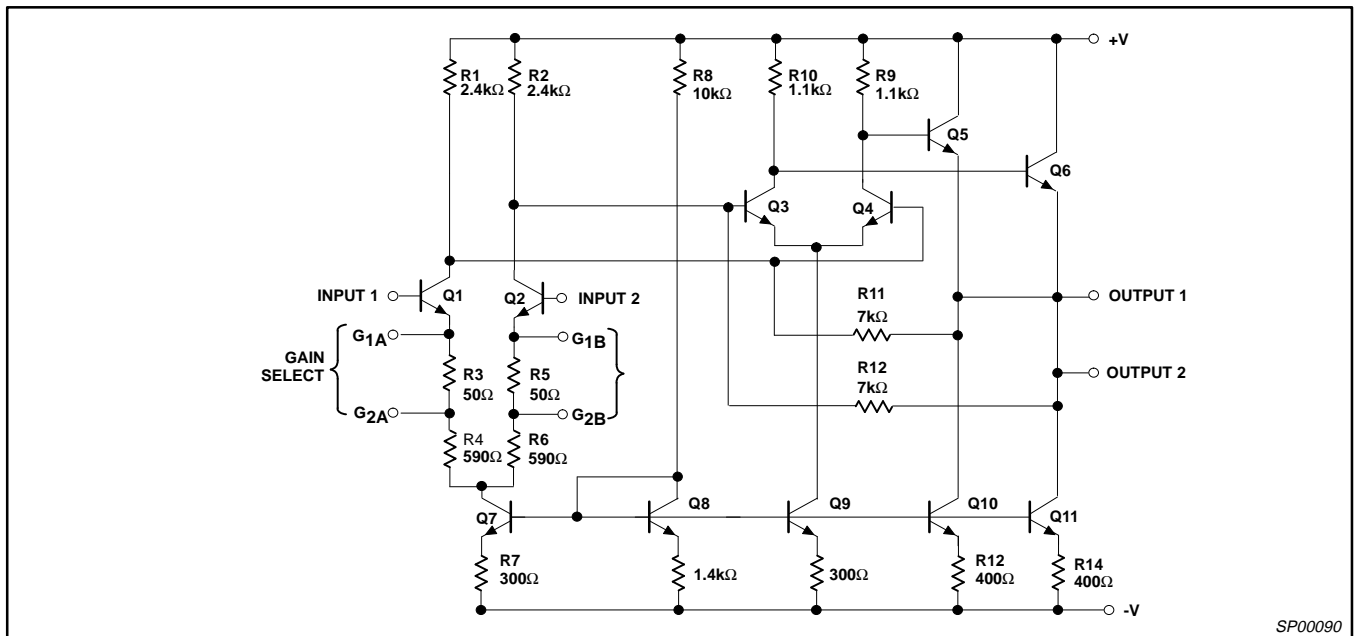 +V
R1
2.4kΩ
R2
2.4kΩ
R8
10kΩ
R10
1.1kΩ
R9
1.1kΩ
Q5
Q6
Q3
Q4
INPUT 1
Q1
Q2
INPUT 2
R11
7kΩ
OUTPUT 1
G1A
G1B
GAIN
SELECT
R3
50Ω
R5
50Ω
R12
7kΩ
OUTPUT 2
G2A
G2B
R4
590Ω
R6
590Ω
Q7
Q8
Q9
Q10
Q11
R7
300Ω
1.4kΩ
300Ω
R12
400Ω
R14
400Ω
-V
SP00090